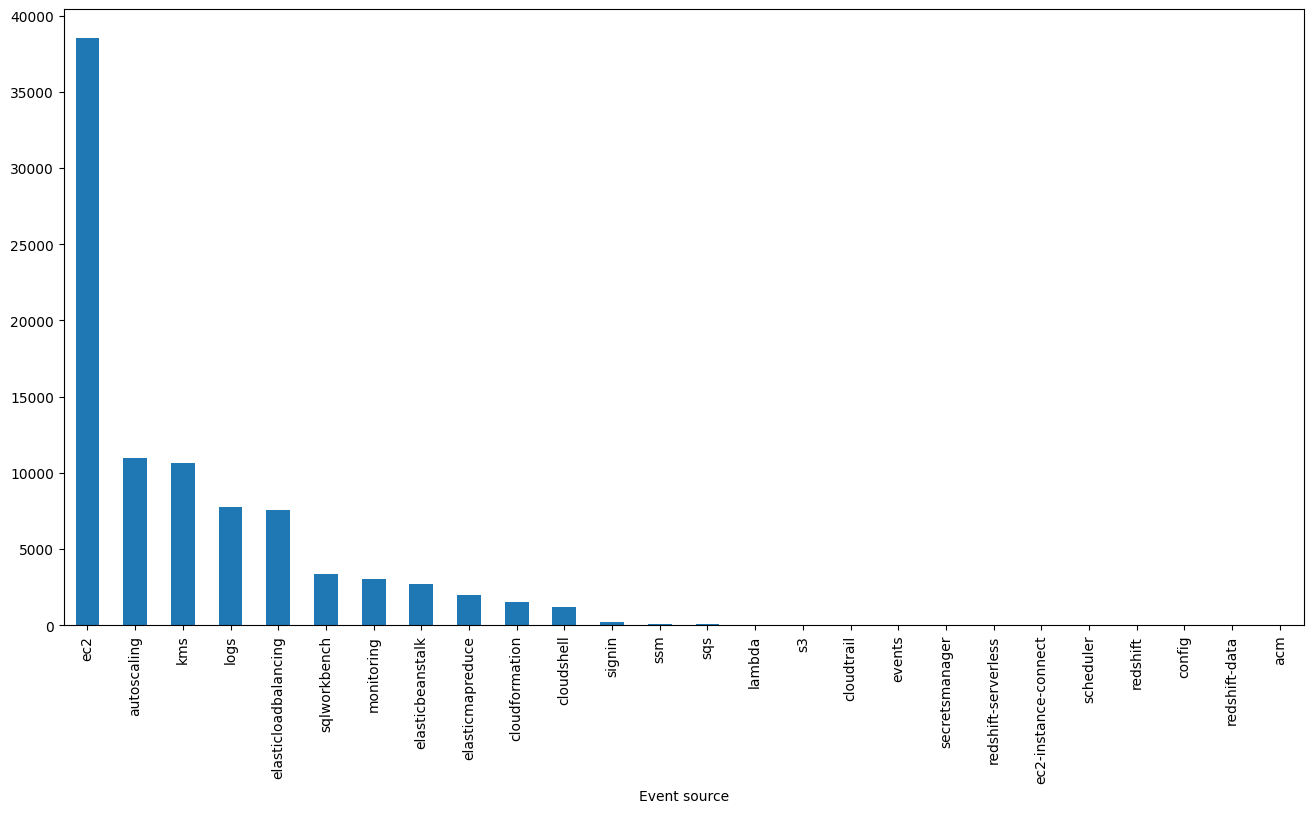 40000
35000
30000
25000
20000
15000
10000
5000
0
ec2
autoscaling
kms
logs
elasticloadbalancing
sqlworkbench
monitoring
elasticbeanstalk
elasticmapreduce
cloudformation
cloudshell
signin
ssm
sqs
lambda
s3
cloudtrail
events
secretsmanager
redshift-serverless
ec2-instance-connect
scheduler
redshift
config
redshift-data
acm
Event source